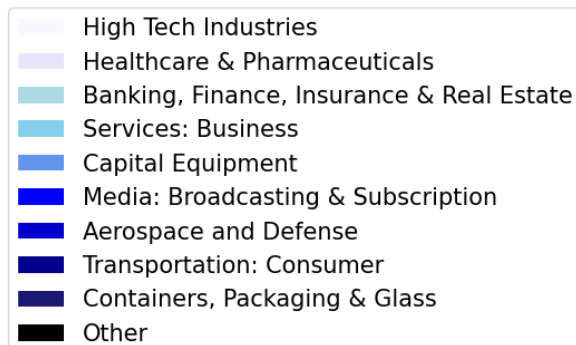 High Tech Industries
Healthcare & Pharmaceuticals
Banking, Finance, Insurance & Real Estate
Services: Business
Capital Equipment
Media: Broadcasting & Subscription
Aerospace and Defense
Transportation: Consumer
Containers, Packaging & Glass
Other